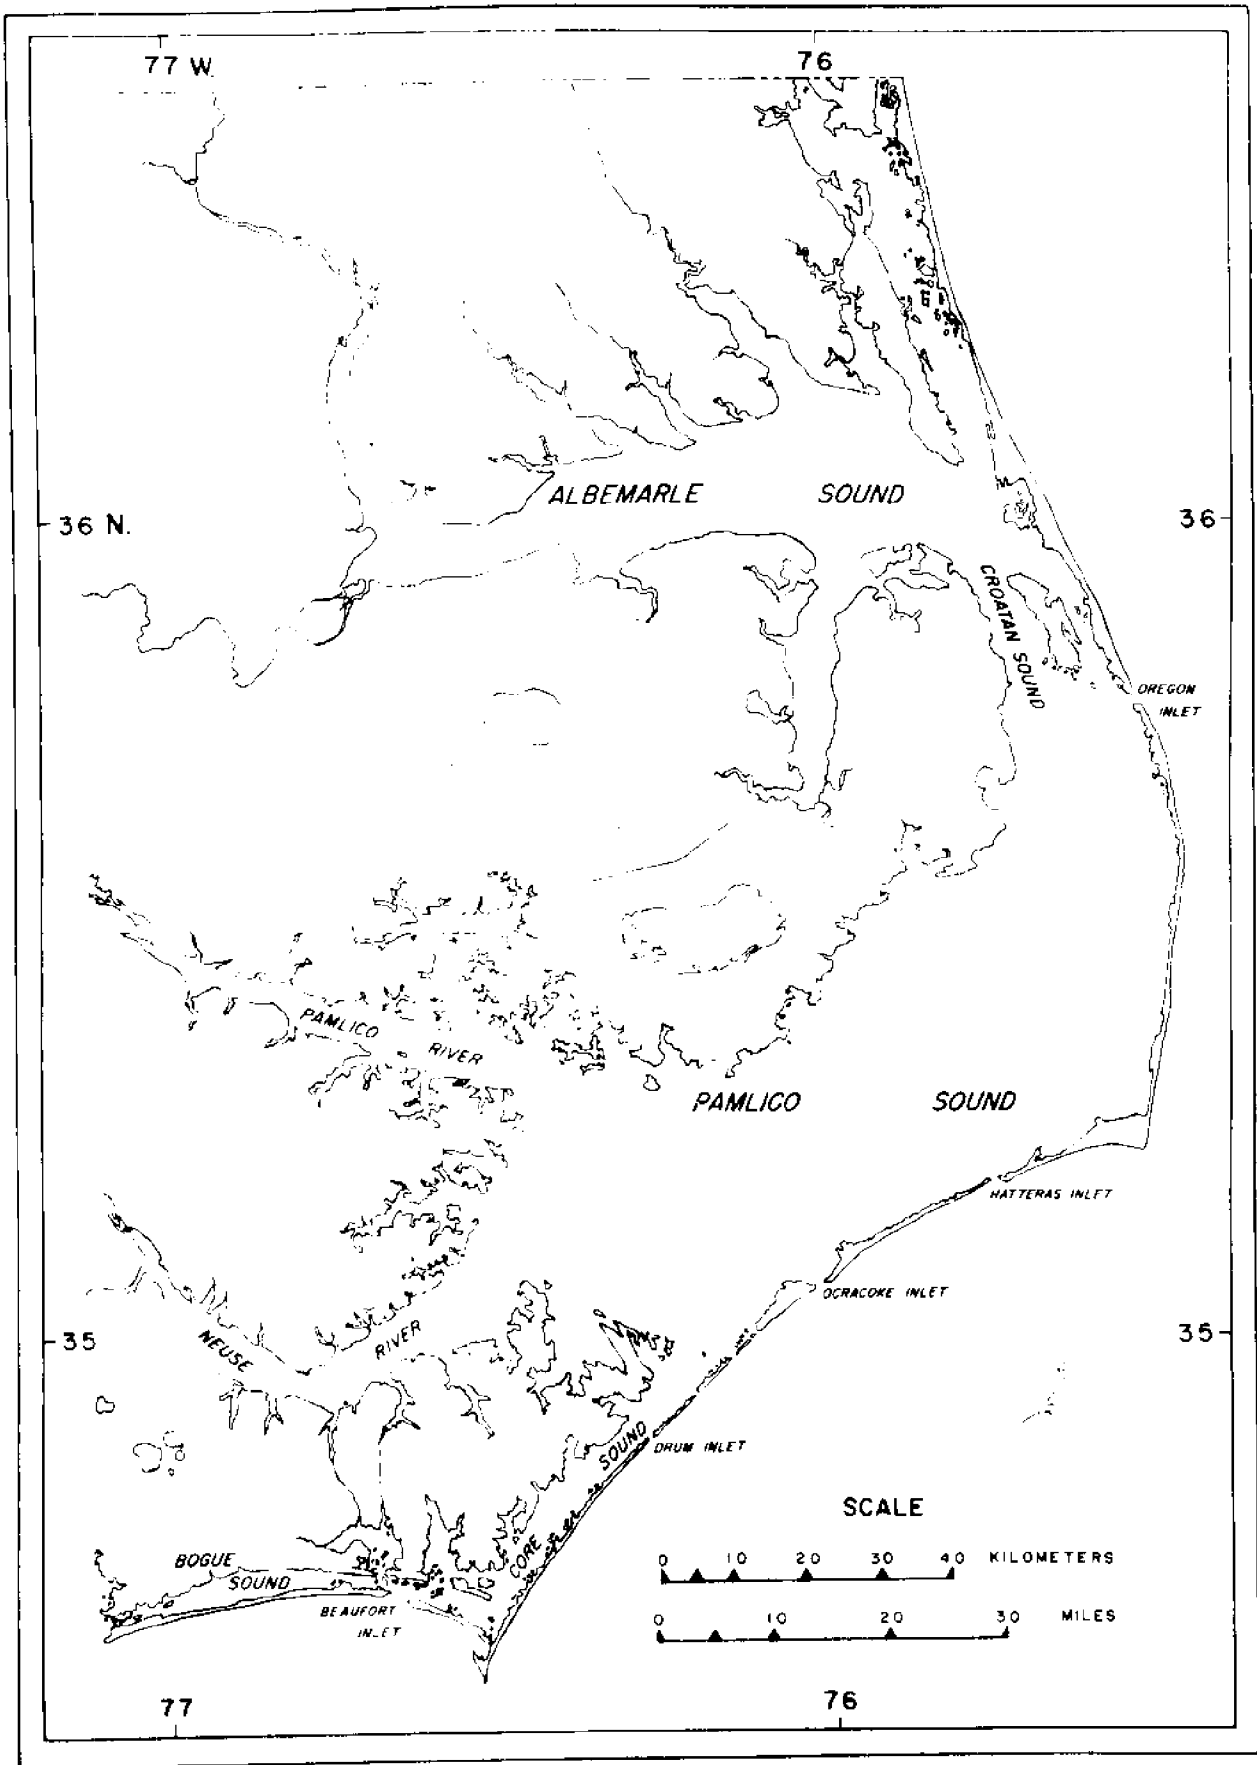 77 W.
76
ALBEMARLE SOUND
36 N.
36
CROATAN SOUND
OREGON
INLET
PAMLICO
RIVER
PAMLICO SOUND
HATTERAS INLET
OCRACOKE INLET
NEUSE
RIVER
35
35
SOUND
DRUM INLET
CORE
SCALE
0 10 20 30 40 KILOMETERS
0 10 20 30 MILES
BOGUE
SOUND
BEAUFORT
INLET
77
76